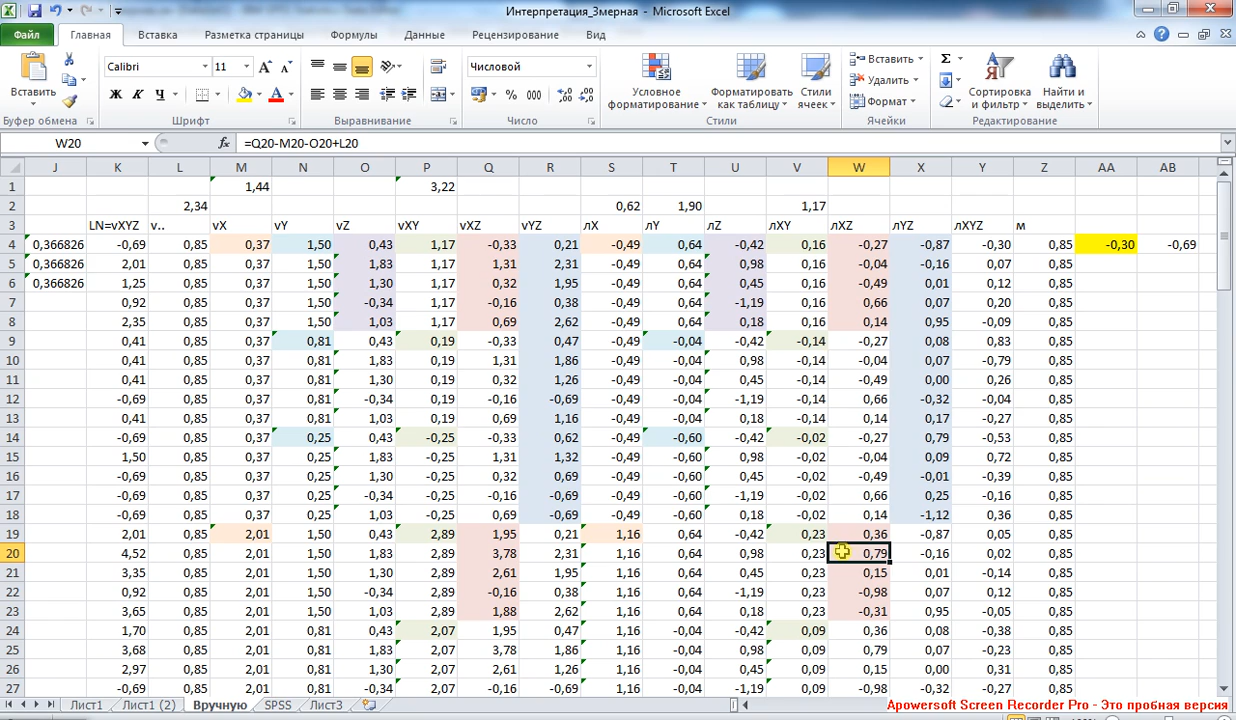 Интерпретация_3мерная - Microsoft Excel
Файл Главная Вставка Разметка страницы Формулы Данные Рецензирование Вид
Calibri 11 Числовой
Вставить Ж К Ч % 000 Условное форматирование Форматировать как таблицу Стили ячеек Вставить Удалить Формат Сортировка и фильтр Найти и выделить
Буфер обмена Шрифт Выравнивание Число Стили Ячейки Редактирование
W20 fx =Q20-M20-O20+L20
J K L M N O P Q R S T U V W X Y Z AA AB
1 1,44 3,22
2 2,34 0,62 1,90 1,17
3 LN=vXYZ v.. vX vY vZ vXY vXZ vYZ лX лY лZ лXY лXZ лYZ лXYZ м
4 0,366826 -0,69 0,85 0,37 1,50 0,43 1,17 -0,33 0,21 -0,49 0,64 -0,42 0,16 -0,27 -0,87 -0,30 0,85 -0,30 -0,69
5 0,366826 2,01 0,85 0,37 1,50 1,83 1,17 1,31 2,31 -0,49 0,64 0,98 0,16 -0,04 -0,16 0,07 0,85
6 0,366826 1,25 0,85 0,37 1,50 1,30 1,17 0,32 1,95 -0,49 0,64 0,45 0,16 -0,49 0,01 0,12 0,85
7 0,92 0,85 0,37 1,50 -0,34 1,17 -0,16 0,38 -0,49 0,64 -1,19 0,16 0,66 0,07 0,20 0,85
8 2,35 0,85 0,37 1,50 1,03 1,17 0,69 2,62 -0,49 0,64 0,18 0,16 0,14 0,95 -0,09 0,85
9 0,41 0,85 0,37 0,81 0,43 0,19 -0,33 0,47 -0,49 -0,04 -0,42 -0,14 -0,27 0,08 0,83 0,85
10 0,41 0,85 0,37 0,81 1,83 0,19 1,31 1,86 -0,49 -0,04 0,98 -0,14 -0,04 0,07 -0,79 0,85
11 0,41 0,85 0,37 0,81 1,30 0,19 0,32 1,26 -0,49 -0,04 0,45 -0,14 -0,49 0,00 0,26 0,85
12 -0,69 0,85 0,37 0,81 -0,34 0,19 -0,16 -0,69 -0,49 -0,04 -1,19 -0,14 0,66 -0,32 -0,04 0,85
13 0,41 0,85 0,37 0,81 1,03 0,19 0,69 1,16 -0,49 -0,04 0,18 -0,14 0,14 0,17 -0,27 0,85
14 -0,69 0,85 0,37 0,25 0,43 -0,25 -0,33 0,62 -0,49 -0,60 -0,42 -0,02 -0,27 0,79 -0,53 0,85
15 1,50 0,85 0,37 0,25 1,83 -0,25 1,31 1,32 -0,49 -0,60 0,98 -0,02 -0,04 0,09 0,72 0,85
16 -0,69 0,85 0,37 0,25 1,30 -0,25 0,32 0,69 -0,49 -0,60 0,45 -0,02 -0,49 -0,01 -0,39 0,85
17 -0,69 0,85 0,37 0,25 -0,34 -0,25 -0,16 -0,69 -0,49 -0,60 -1,19 -0,02 0,66 0,25 -0,16 0,85
18 -0,69 0,85 0,37 0,25 1,03 -0,25 0,69 -0,69 -0,49 -0,60 0,18 -0,02 0,14 -1,12 0,36 0,85
19 2,01 0,85 2,01 1,50 0,43 2,89 1,95 0,21 1,16 0,64 -0,42 0,23 0,36 -0,87 0,05 0,85
20 4,52 0,85 2,01 1,50 1,83 2,89 3,78 2,31 1,16 0,64 0,98 0,23 0,79 -0,16 0,02 0,85
21 3,35 0,85 2,01 1,50 1,30 2,89 2,61 1,95 1,16 0,64 0,45 0,23 0,15 0,01 -0,14 0,85
22 0,92 0,85 2,01 1,50 -0,34 2,89 -0,16 0,38 1,16 0,64 -1,19 0,23 -0,98 0,07 0,12 0,85
23 3,65 0,85 2,01 1,50 1,03 2,89 1,88 2,62 1,16 0,64 0,18 0,23 -0,31 0,95 -0,05 0,85
24 1,70 0,85 2,01 0,81 0,43 2,07 1,95 0,47 1,16 -0,04 -0,42 0,09 0,36 0,08 -0,38 0,85
25 3,68 0,85 2,01 0,81 1,83 2,07 3,78 1,86 1,16 -0,04 0,98 0,09 0,79 0,07 -0,23 0,85
26 2,97 0,85 2,01 0,81 1,30 2,07 2,61 1,26 1,16 -0,04 0,45 0,09 0,15 0,00 0,31 0,85
27 -0,69 0,85 2,01 0,81 -0,34 2,07 -0,16 -0,69 1,16 -0,04 -1,19 0,09 -0,98 -0,32 -0,27 0,85
Лист1 Лист1 (2) Вручную SPSS Лист3
Apowersoft Screen Recorder Pro - Это пробная версия